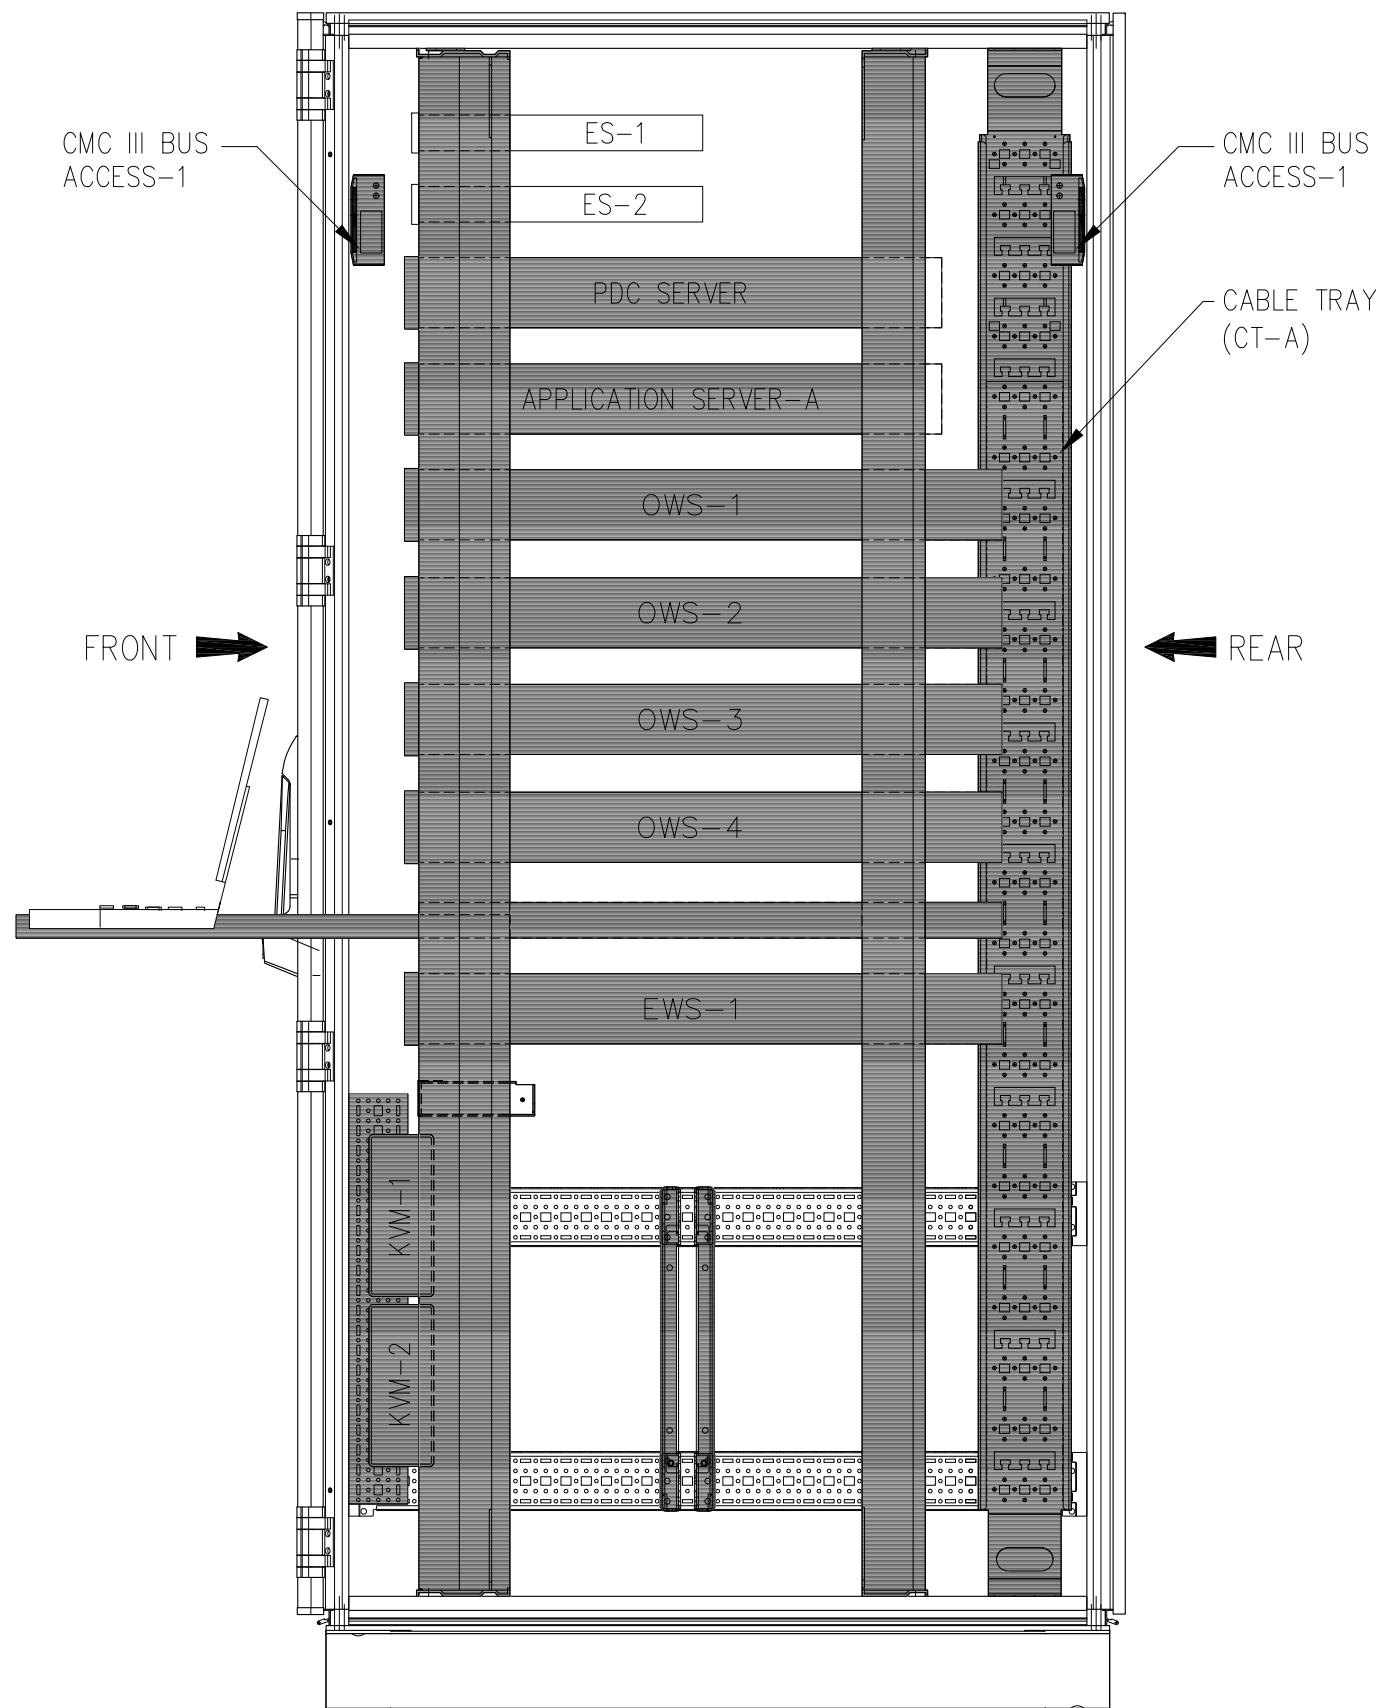 ES-1
CMC III BUS
ACCESS-1
CMC III BUS
ACCESS-1
ES-2
PDC SERVER
CABLE TRAY
(CT-A)
APPLICATION SERVER-A
OWS-1
OWS-2
FRONT
REAR
OWS-3
OWS-4
EWS-1
KVM-1
KVM-2